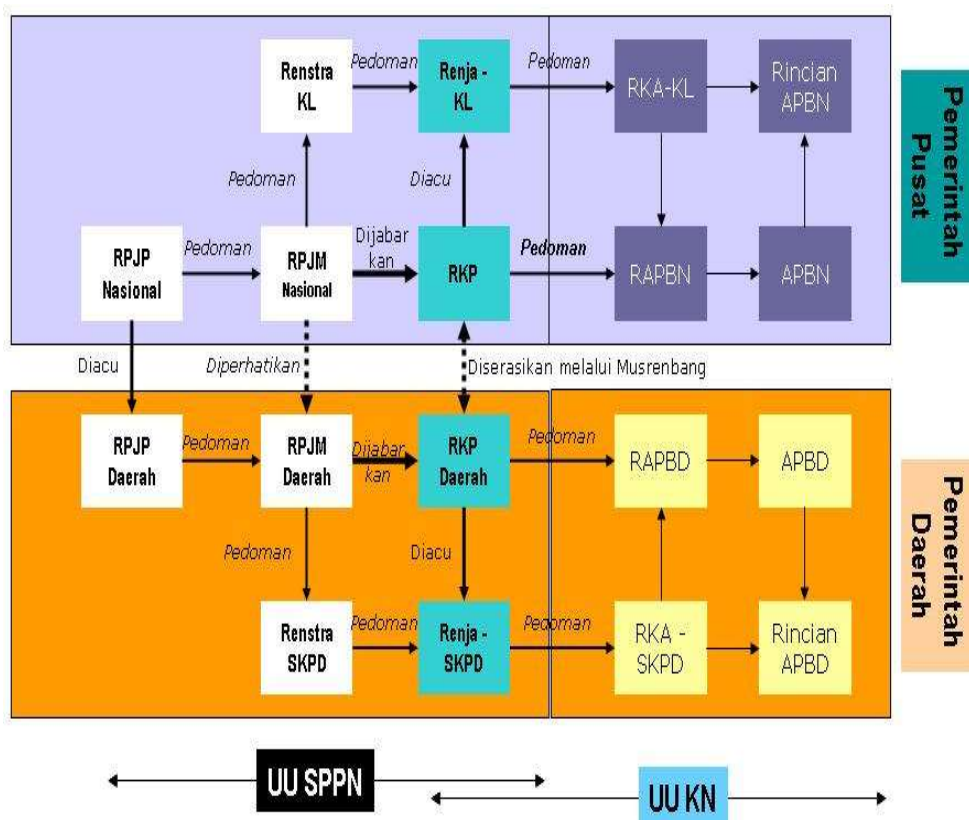 Pedoman
Pedoman
Renstra
KL
Renja -
KL
RKA-KL
Rincian
APBN
Pemerintah
Pusat
Pedoman
Diacu
Pedoman
Dijabar
kan
Pedoman
RPJP
Nasional
RPJM
Nasional
RKP
RAPBN
APBN
Diacu
Diperhatikan
Diserasikan melalui Musrenbang
Pedoman
Dijabar
kan
Pedoman
RPJP
Daerah
RPJM
Daerah
RKP
Daerah
RAPBD
APBD
Pemerintah
Daerah
Pedoman
Diacu
Pedoman
Pedoman
Renstra
SKPD
Renja -
SKPD
RKA -
SKPD
Rincian
APBD
UU SPPN
UU KN